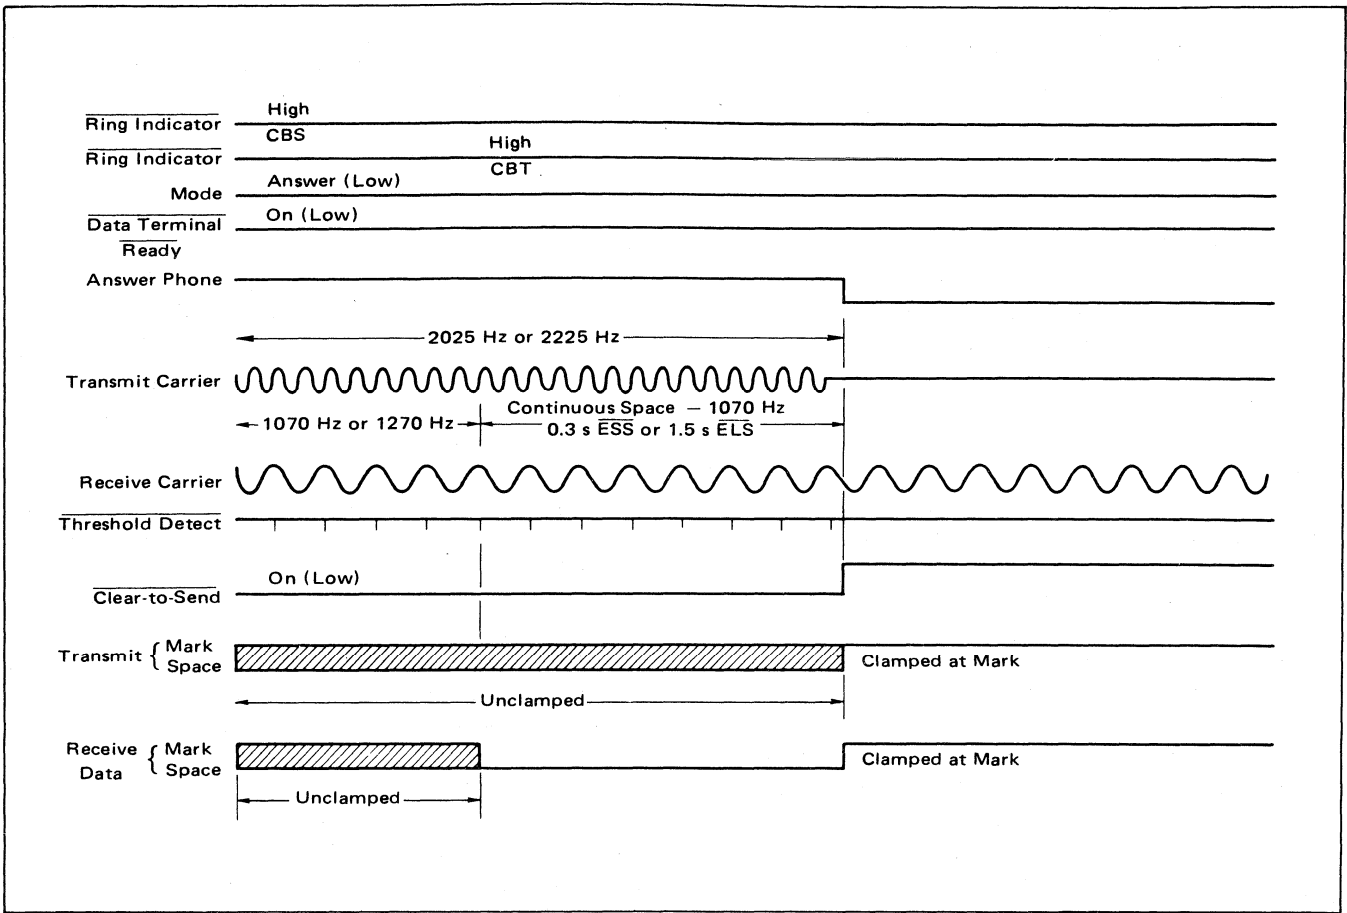 High
Ring Indicator
CBS
High
Ring Indicator
CBT
Answer (Low)
Mode
On (Low)
Data Terminal
Ready
Answer Phone
2025 Hz or 2225 Hz
Transmit Carrier
Continuous Space – 1070 Hz
1070 Hz or 1270 Hz
0.3 s ESS or 1.5 s ELS
Receive Carrier
Threshold Detect
On (Low)
Clear-to-Send
Transmit { Mark
Space
Clamped at Mark
Unclamped
Receive { Mark
Data Space
Clamped at Mark
Unclamped